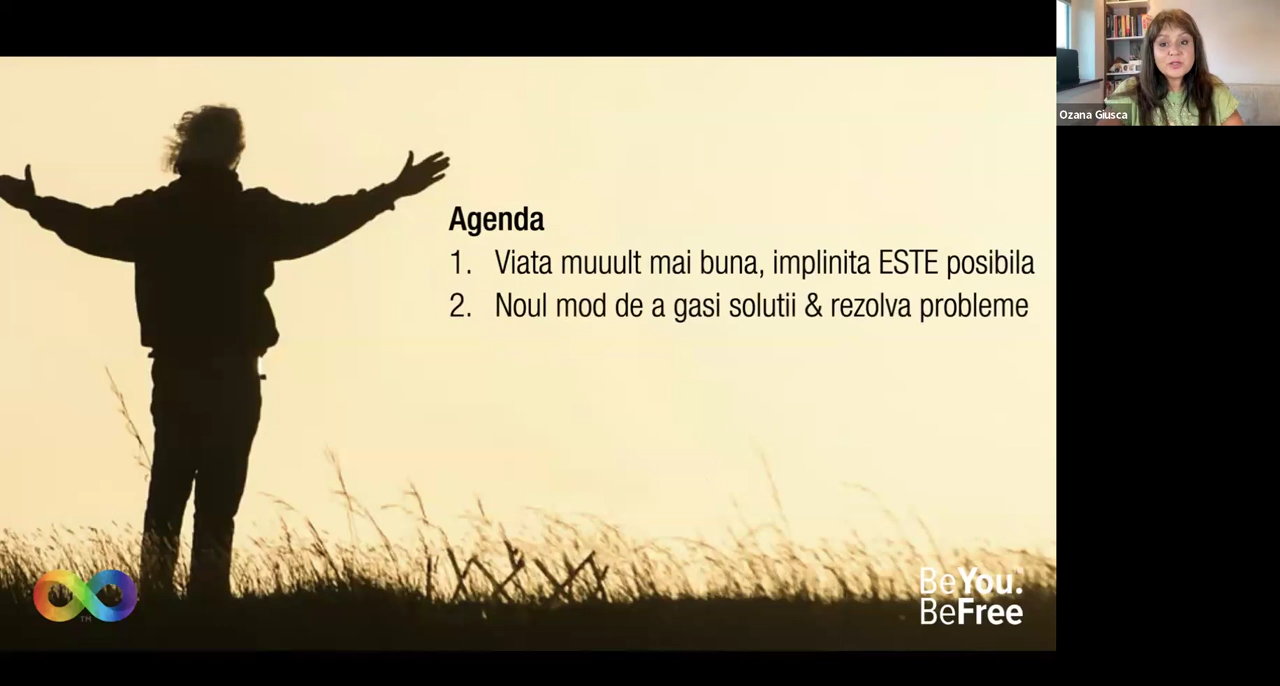 Ozana Giusca
Agenda
1. Viata muuult mai buna, implinita ESTE posibila
2. Noul mod de a gasi solutii & rezolva probleme
BeYou.
BeFree
TM